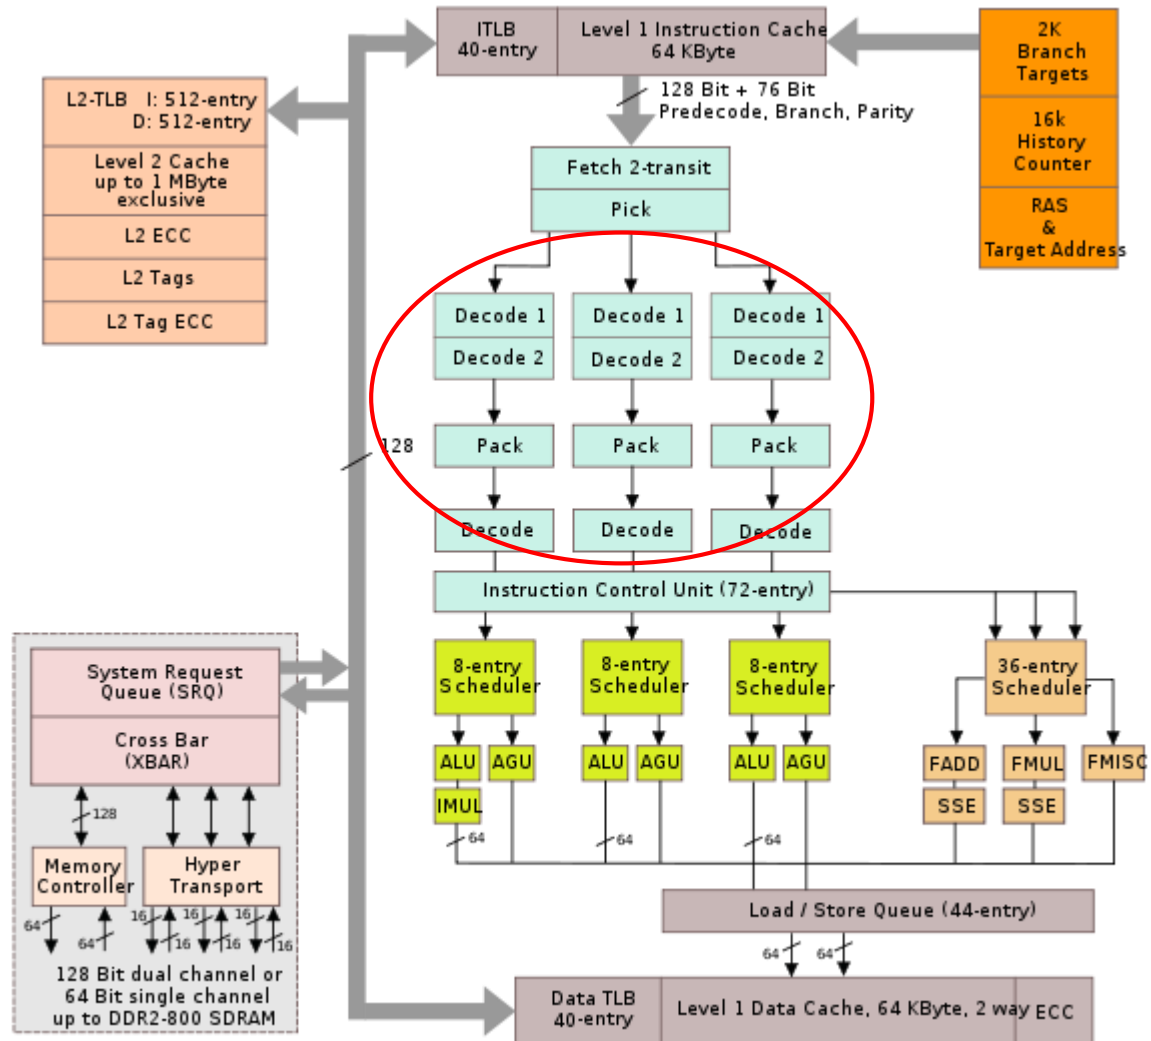 ITLB
40-entry
Level 1 Instruction Cache
64 KByte
2K
Branch
Targets
16k
History
Counter
RAS
&
Target Address
L2-TLB I: 512-entry
D: 512-entry
Level 2 Cache
up to 1 MByte
exclusive
L2 ECC
L2 Tags
L2 Tag ECC
128 Bit + 76 Bit
Predecode, Branch, Parity
Fetch 2-transit
Pick
Decode 1
Decode 1
Decode 1
Decode 2
Decode 2
Decode 2
128
Pack
Pack
Pack
Decode
Decode
Decode
Instruction Control Unit (72-entry)
8-entry
Scheduler
8-entry
Scheduler
8-entry
Scheduler
36-entry
Scheduler
ALU
AGU
ALU
AGU
ALU
AGU
FADD
FMUL
FMISC
IMUL
SSE
SSE
64
64
64
System Request
Queue (SRQ)
Cross Bar
(XBAR)
128
Memory
Controller
Hyper
Transport
64
64
16
16
16
16
16
16
128 Bit dual channel or
64 Bit single channel
up to DDR2-800 SDRAM
Load / Store Queue (44-entry)
64
64
Data TLB
40-entry
Level 1 Data Cache, 64 KByte, 2 way
ECC